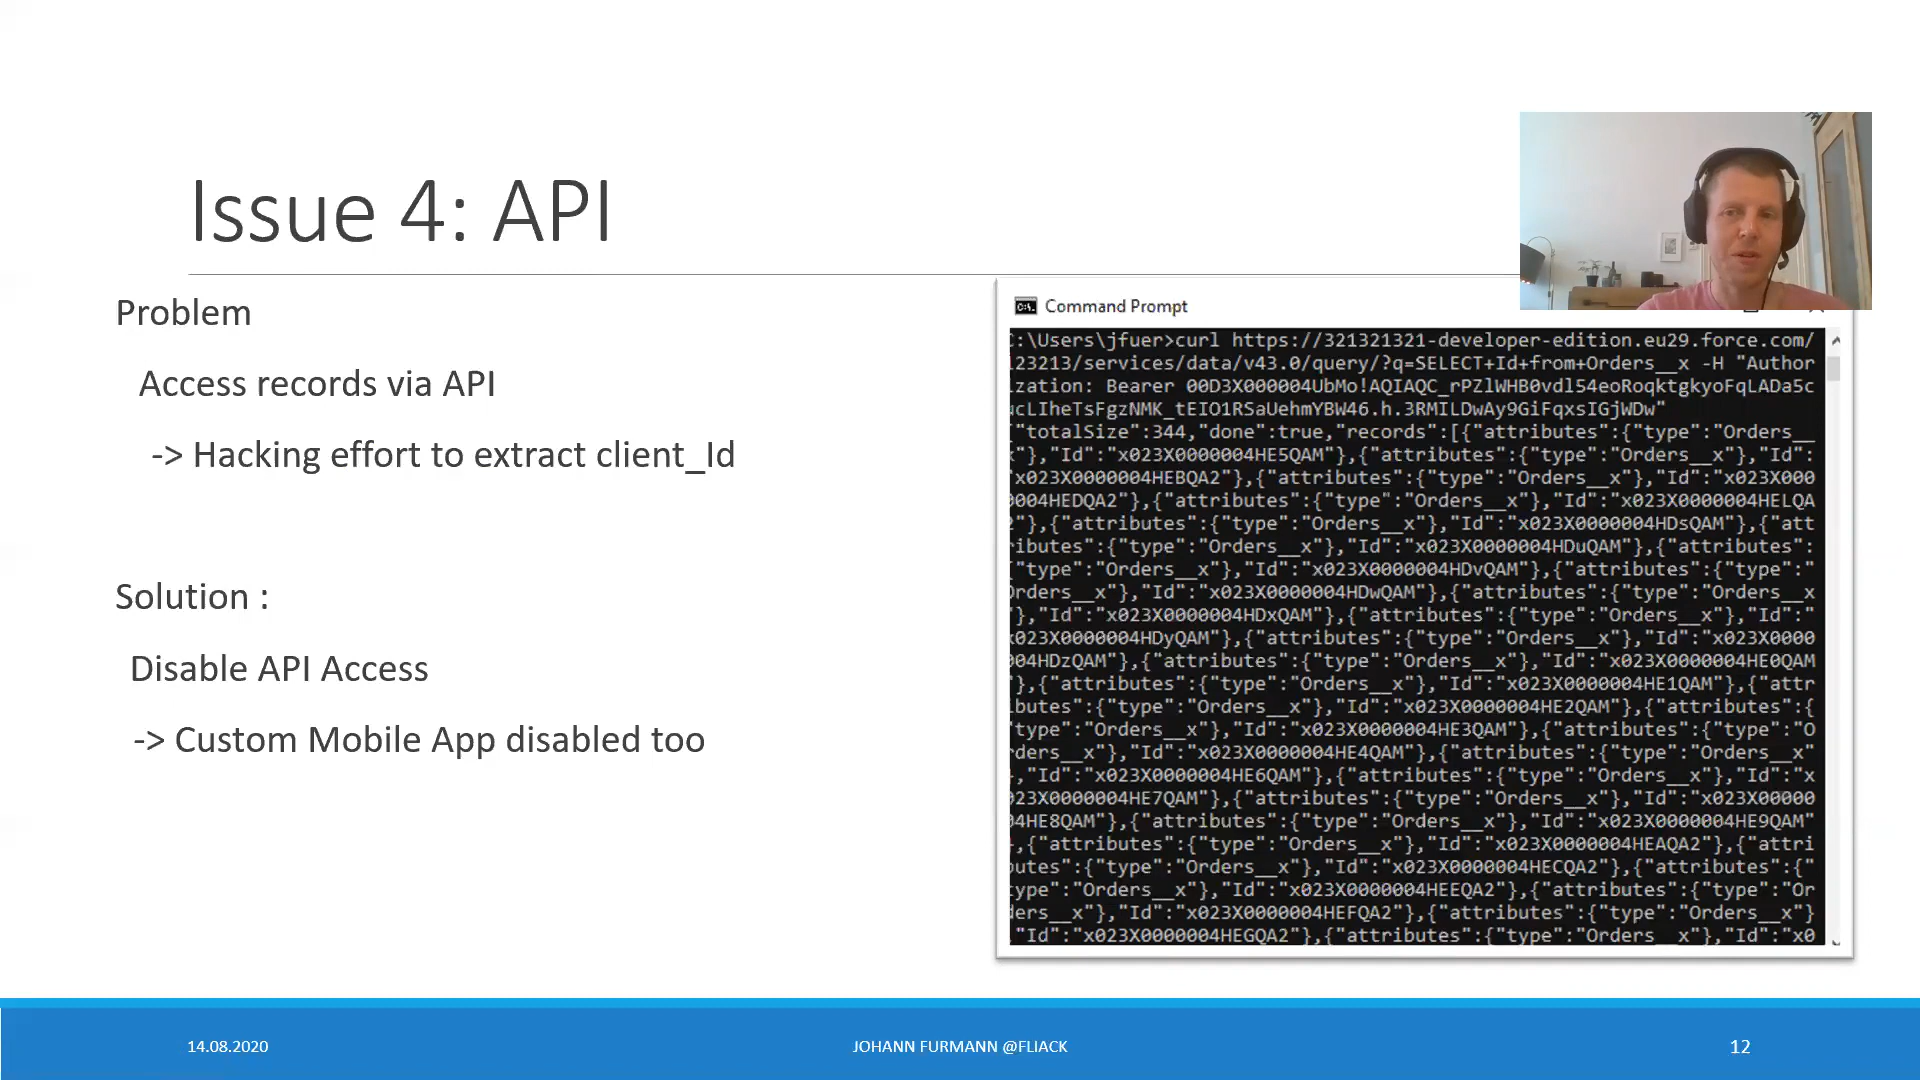 Issue 4: API
Problem
Access records via API
-> Hacking effort to extract client_Id
Solution :
Disable API Access
-> Custom Mobile App disabled too
Command Prompt
:\Users\jfuer>curl https://321321321-developer-edition.eu29.force.com/
23213/services/data/v43.0/query/?q=SELECT+Id+from+Orders__x -H "Author
ization: Bearer 00D3X000004UbMo!AQIAQC_rPZlWHB0vdl54eoRoqktgkyoFqLADa5c
ucLIheTsFgzNMK_tEIO1RSaUehmYBW46.h.3RMILDwAy9GiFqxsIGjWDw"
"totalSize":344,"done":true,"records":[{"attributes":{"type":"Orders__
x"},"Id":"x023X0000004HE5QAM"},{"attributes":{"type":"Orders__x"},"Id":
"x023X0000004HEBQA2"},{"attributes":{"type":"Orders__x"},"Id":"x023X000
0004HEDQA2"},{"attributes":{"type":"Orders__x"},"Id":"x023X0000004HELQA
2"},{"attributes":{"type":"Orders__x"},"Id":"x023X0000004HDsQAM"},{"att
ributes":{"type":"Orders__x"},"Id":"x023X0000004HDuQAM"},{"attributes":
{"type":"Orders__x"},"Id":"x023X0000004HDvQAM"},{"attributes":{"type":"
Orders__x"},"Id":"x023X0000004HDwQAM"},{"attributes":{"type":"Orders__x
"},"Id":"x023X0000004HDxQAM"},{"attributes":{"type":"Orders__x"},"Id":"
x023X0000004HDyQAM"},{"attributes":{"type":"Orders__x"},"Id":"x023X0000
004HDzQAM"},{"attributes":{"type":"Orders__x"},"Id":"x023X0000004HE0QAM
"},{"attributes":{"type":"Orders__x"},"Id":"x023X0000004HE1QAM"},{"attr
ibutes":{"type":"Orders__x"},"Id":"x023X0000004HE2QAM"},{"attributes":{
"type":"Orders__x"},"Id":"x023X0000004HE3QAM"},{"attributes":{"type":"O
rders__x"},"Id":"x023X0000004HE4QAM"},{"attributes":{"type":"Orders__x"
},"Id":"x023X0000004HE6QAM"},{"attributes":{"type":"Orders__x"},"Id":"x
023X0000004HE7QAM"},{"attributes":{"type":"Orders__x"},"Id":"x023X00000
04HE8QAM"},{"attributes":{"type":"Orders__x"},"Id":"x023X0000004HE9QAM"
},{"attributes":{"type":"Orders__x"},"Id":"x023X0000004HEAQA2"},{"attri
butes":{"type":"Orders__x"},"Id":"x023X0000004HECQA2"},{"attributes":{"
type":"Orders__x"},"Id":"x023X0000004HEEQA2"},{"attributes":{"type":"Or
ders__x"},"Id":"x023X0000004HEFQA2"},{"attributes":{"type":"Orders__x"}
,"Id":"x023X0000004HEGQA2"},{"attributes":{"type":"Orders__x"},"Id":"x0
14.08.2020
JOHANN FURMANN @FLIACK
12